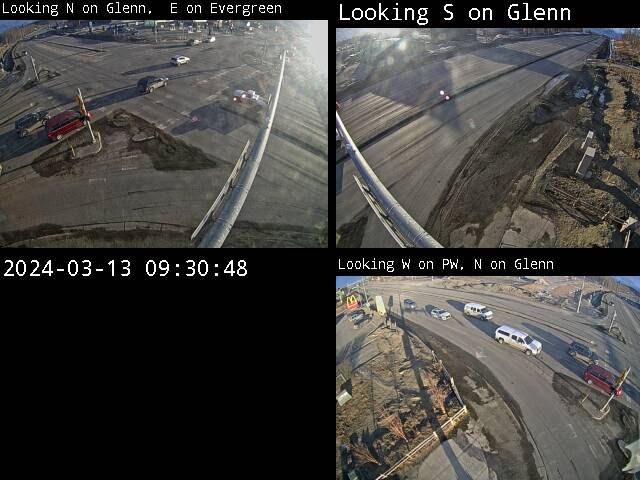 Looking N on Glenn,  E on Evergreen
Looking S on Glenn
2024-03-13 09:30:48
Looking W on PW, N on Glenn